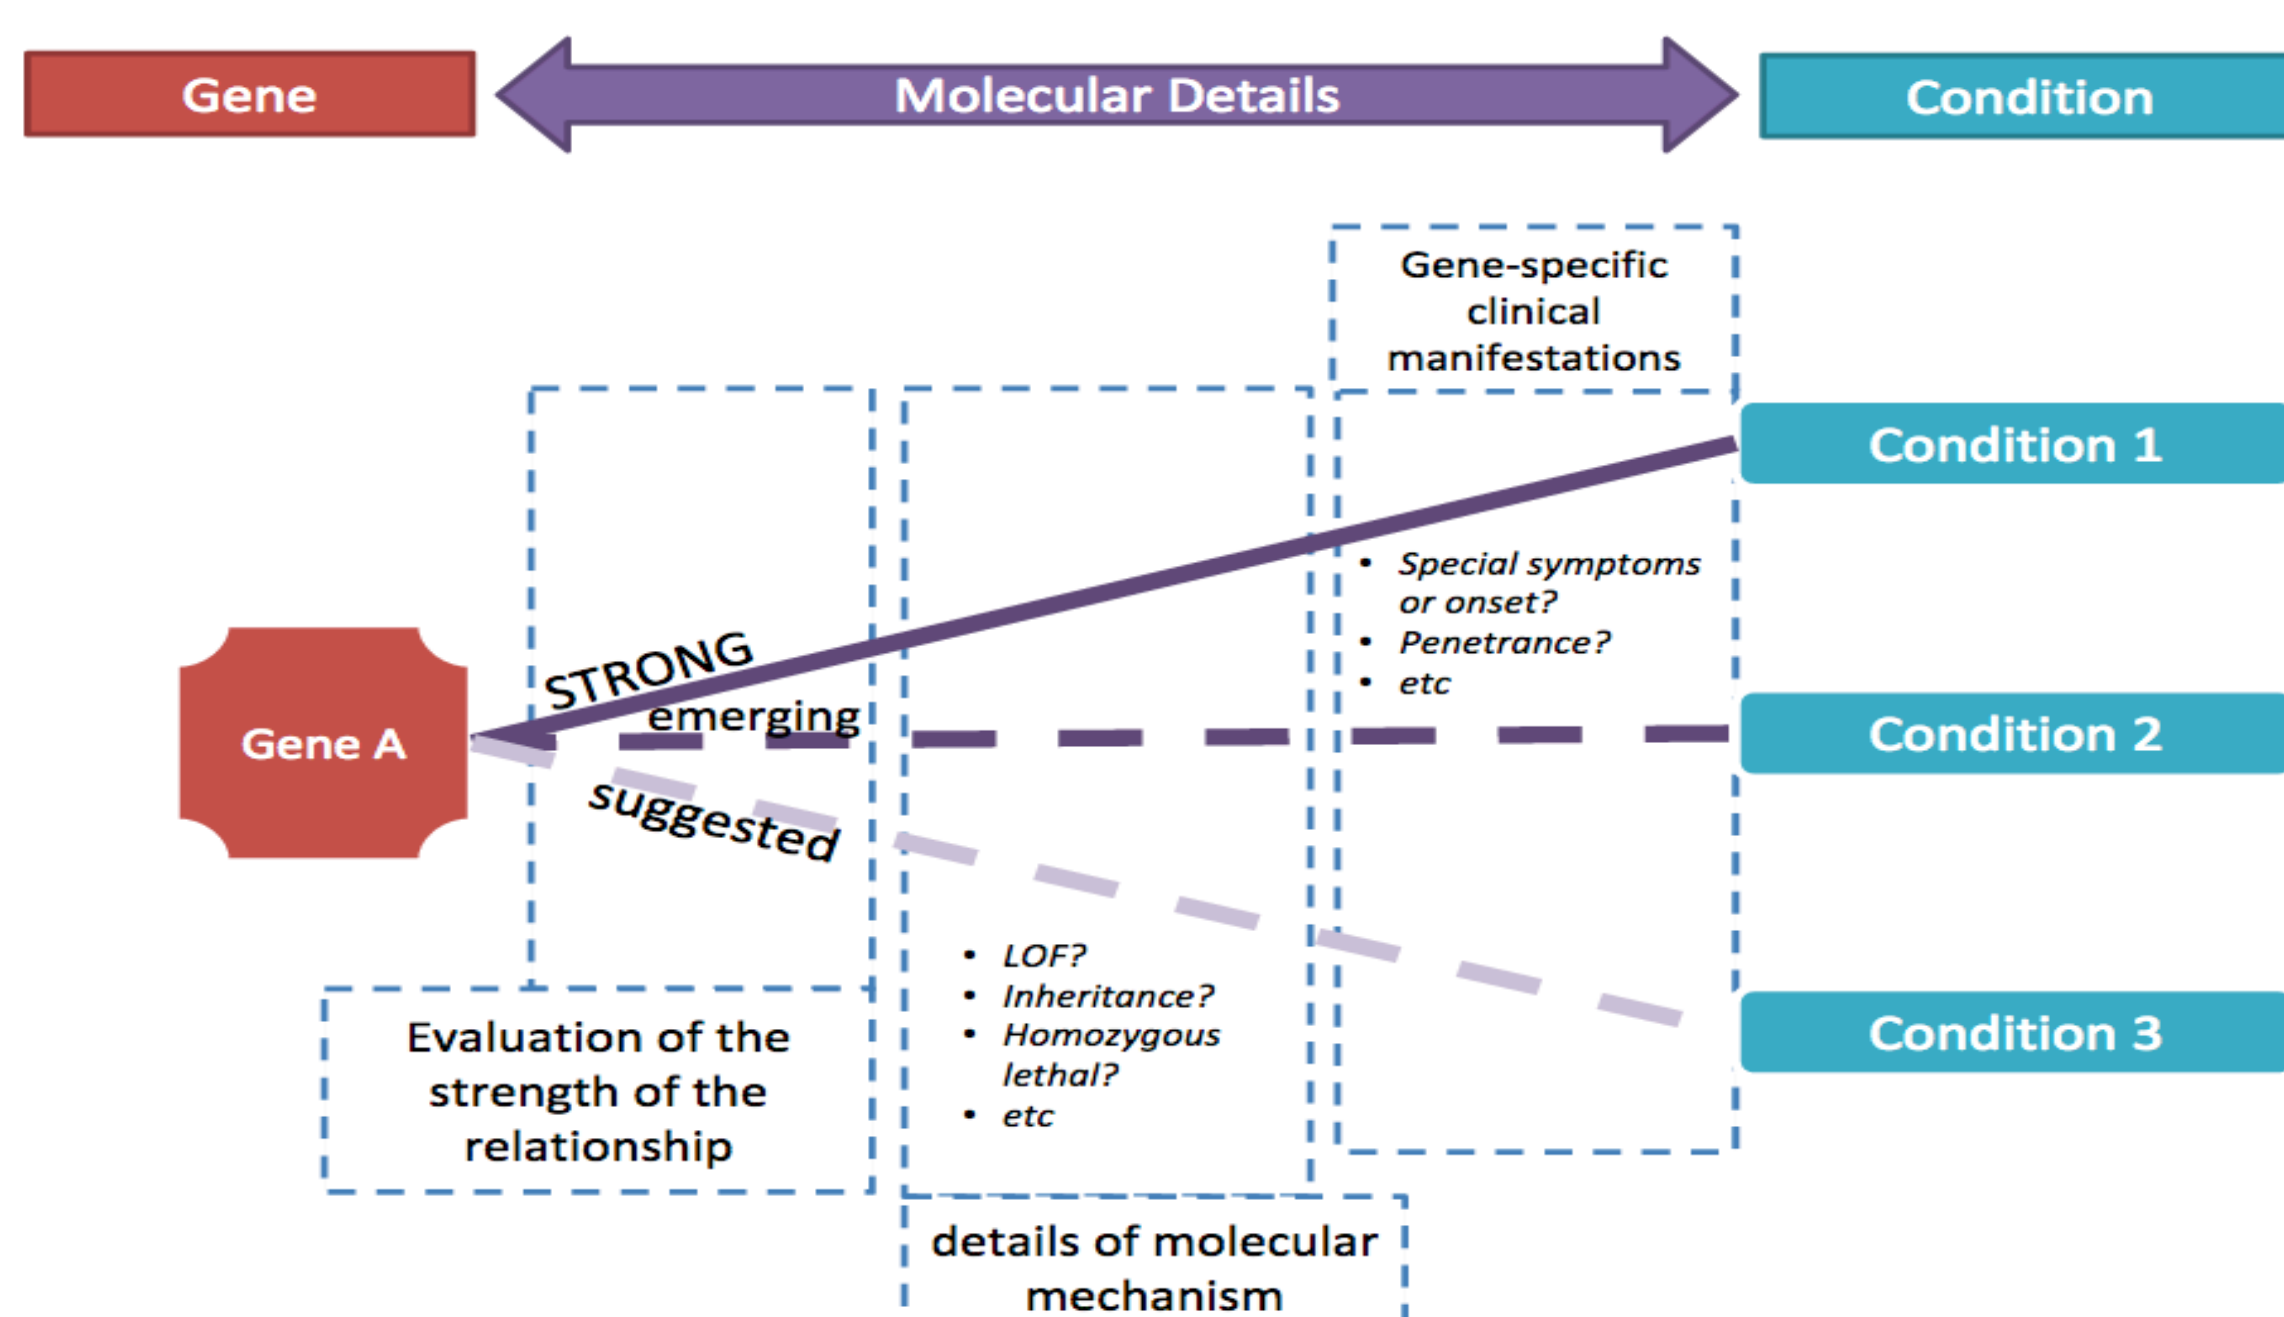 Gene
Molecular Details
Condition
Gene-specific
clinical
manifestations
Condition 1
• Special symptoms
or onset?
• Penetrance?
• etc
STRONG
emerging
suggested
Gene A
Condition 2
• LOF?
• Inheritance?
• Homozygous
lethal?
• etc
Condition 3
Evaluation of the
strength of the
relationship
details of molecular
mechanism